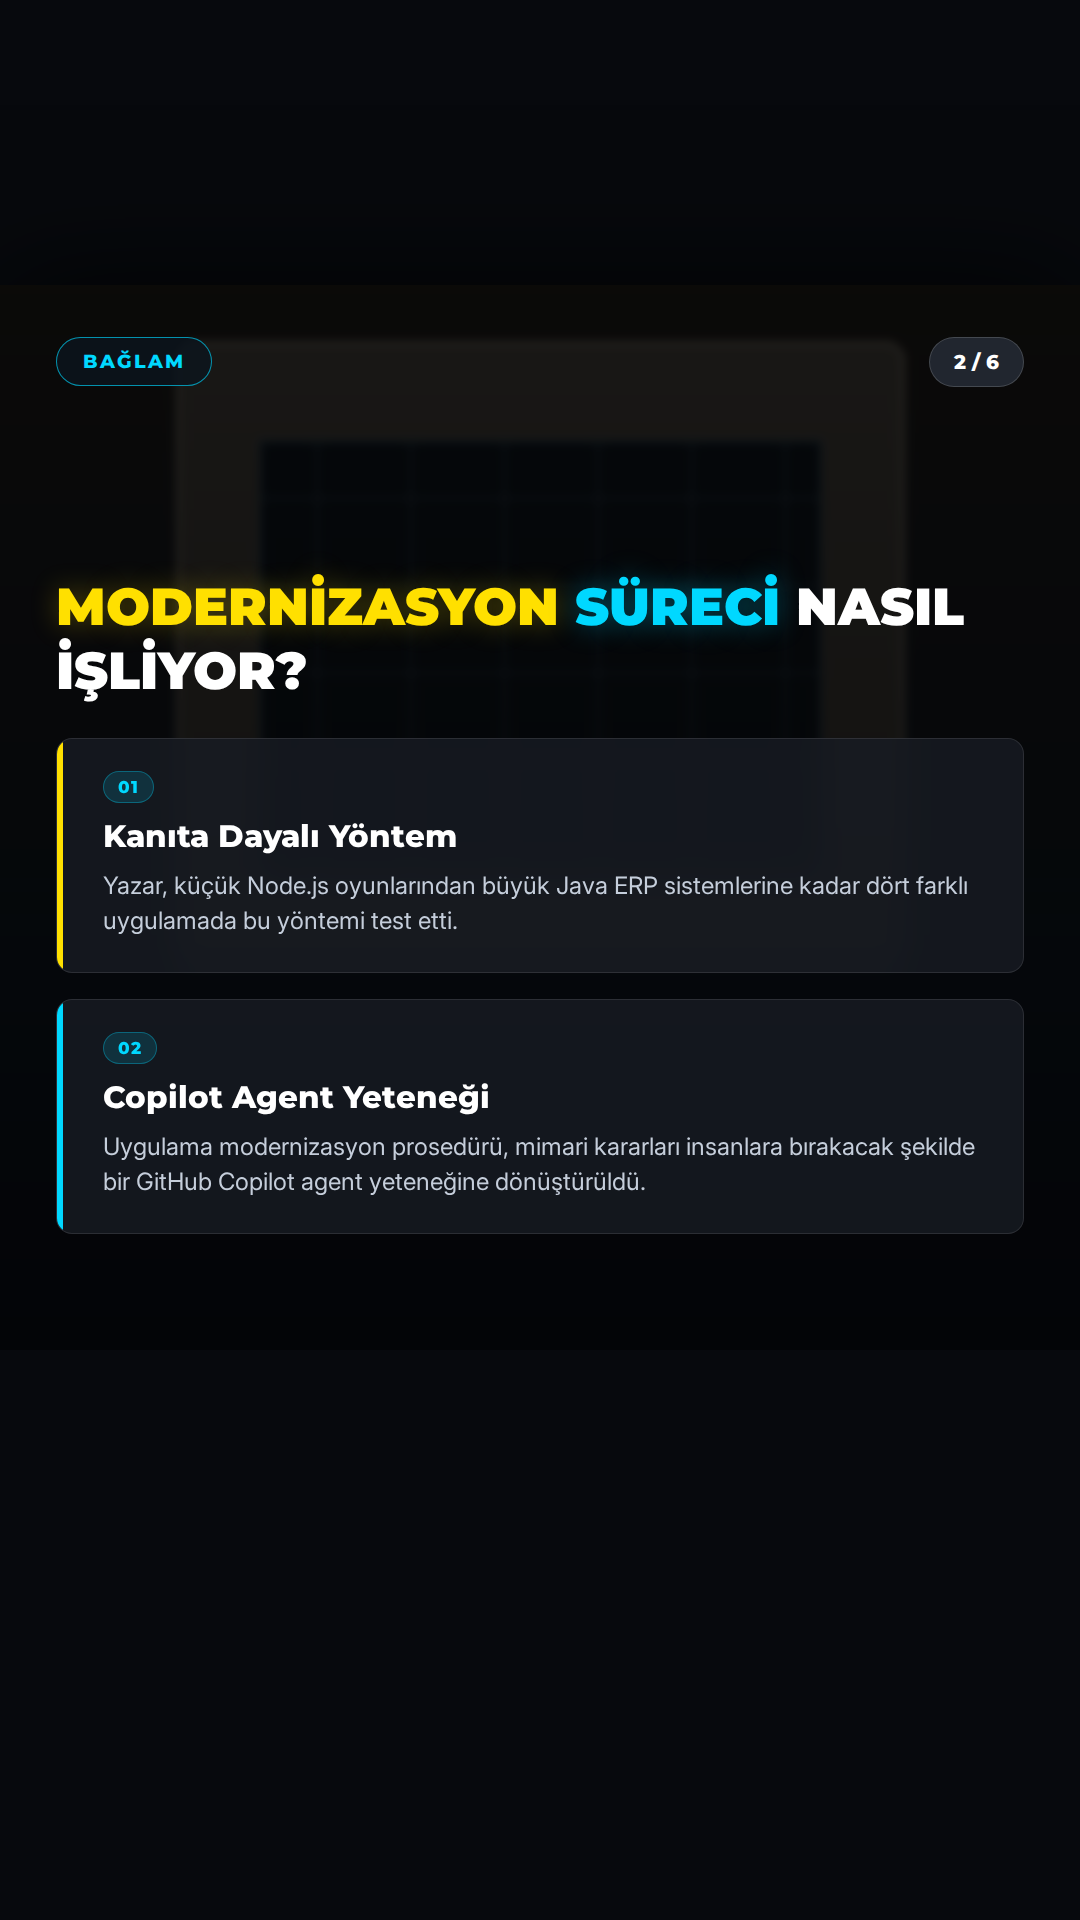 BAĞLAM
2 / 6
MODERNİZASYON SÜRECİ NASIL
İŞLİYOR?
01
Kanıta Dayalı Yöntem
Yazar, küçük Node.js oyunlarından büyük Java ERP sistemlerine kadar dört farklı
uygulamada bu yöntemi test etti.
02
Copilot Agent Yeteneği
Uygulama modernizasyon prosedürü, mimari kararları insanlara bırakacak şekilde
bir GitHub Copilot agent yeteneğine dönüştürüldü.